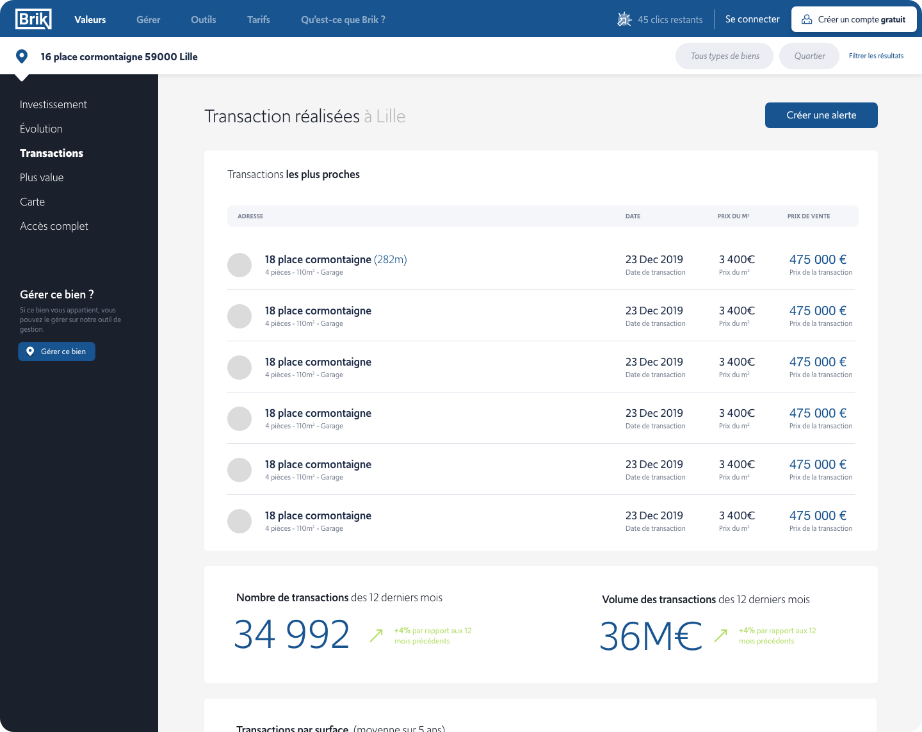 Brik
Valeurs
Gérer
Outils
Tarifs
Qu'est-ce que Brik ?
45 clics restants
Se connecter
Créer un compte gratuit
16 place cormontaigne 59000 Lille
Tous types de biens
Quartier
Filtrer les résultats
Investissement
Évolution
Transactions
Plus value
Carte
Accès complet
Gérer ce bien ?
Si ce bien vous appartient, vous
pouvez le gérer sur notre outil de
gestion.
Gérer ce bien
Transaction réalisées à Lille
Créer une alerte
Transactions les plus proches
ADRESSE DATE PRIX DU M² PRIX DE VENTE
18 place cormontaigne (282m) 23 Dec 2019 3 400€ 475 000 €
4 pièces - 110m² - Garage Date de transaction Prix du m² Prix de la transaction
18 place cormontaigne 23 Dec 2019 3 400€ 475 000 €
4 pièces - 110m² - Garage Date de transaction Prix du m² Prix de la transaction
18 place cormontaigne 23 Dec 2019 3 400€ 475 000 €
4 pièces - 110m² - Garage Date de transaction Prix du m² Prix de la transaction
18 place cormontaigne 23 Dec 2019 3 400€ 475 000 €
4 pièces - 110m² - Garage Date de transaction Prix du m² Prix de la transaction
18 place cormontaigne 23 Dec 2019 3 400€ 475 000 €
4 pièces - 110m² - Garage Date de transaction Prix du m² Prix de la transaction
18 place cormontaigne 23 Dec 2019 3 400€ 475 000 €
4 pièces - 110m² - Garage Date de transaction Prix du m² Prix de la transaction
Nombre de transactions des 12 derniers mois
34 992
+4% par rapport aux 12
mois précédents
Volume des transactions des 12 derniers mois
36M€
+4% par rapport aux 12
mois précédents
Transactions par surface (moyenne sur 5 ans)